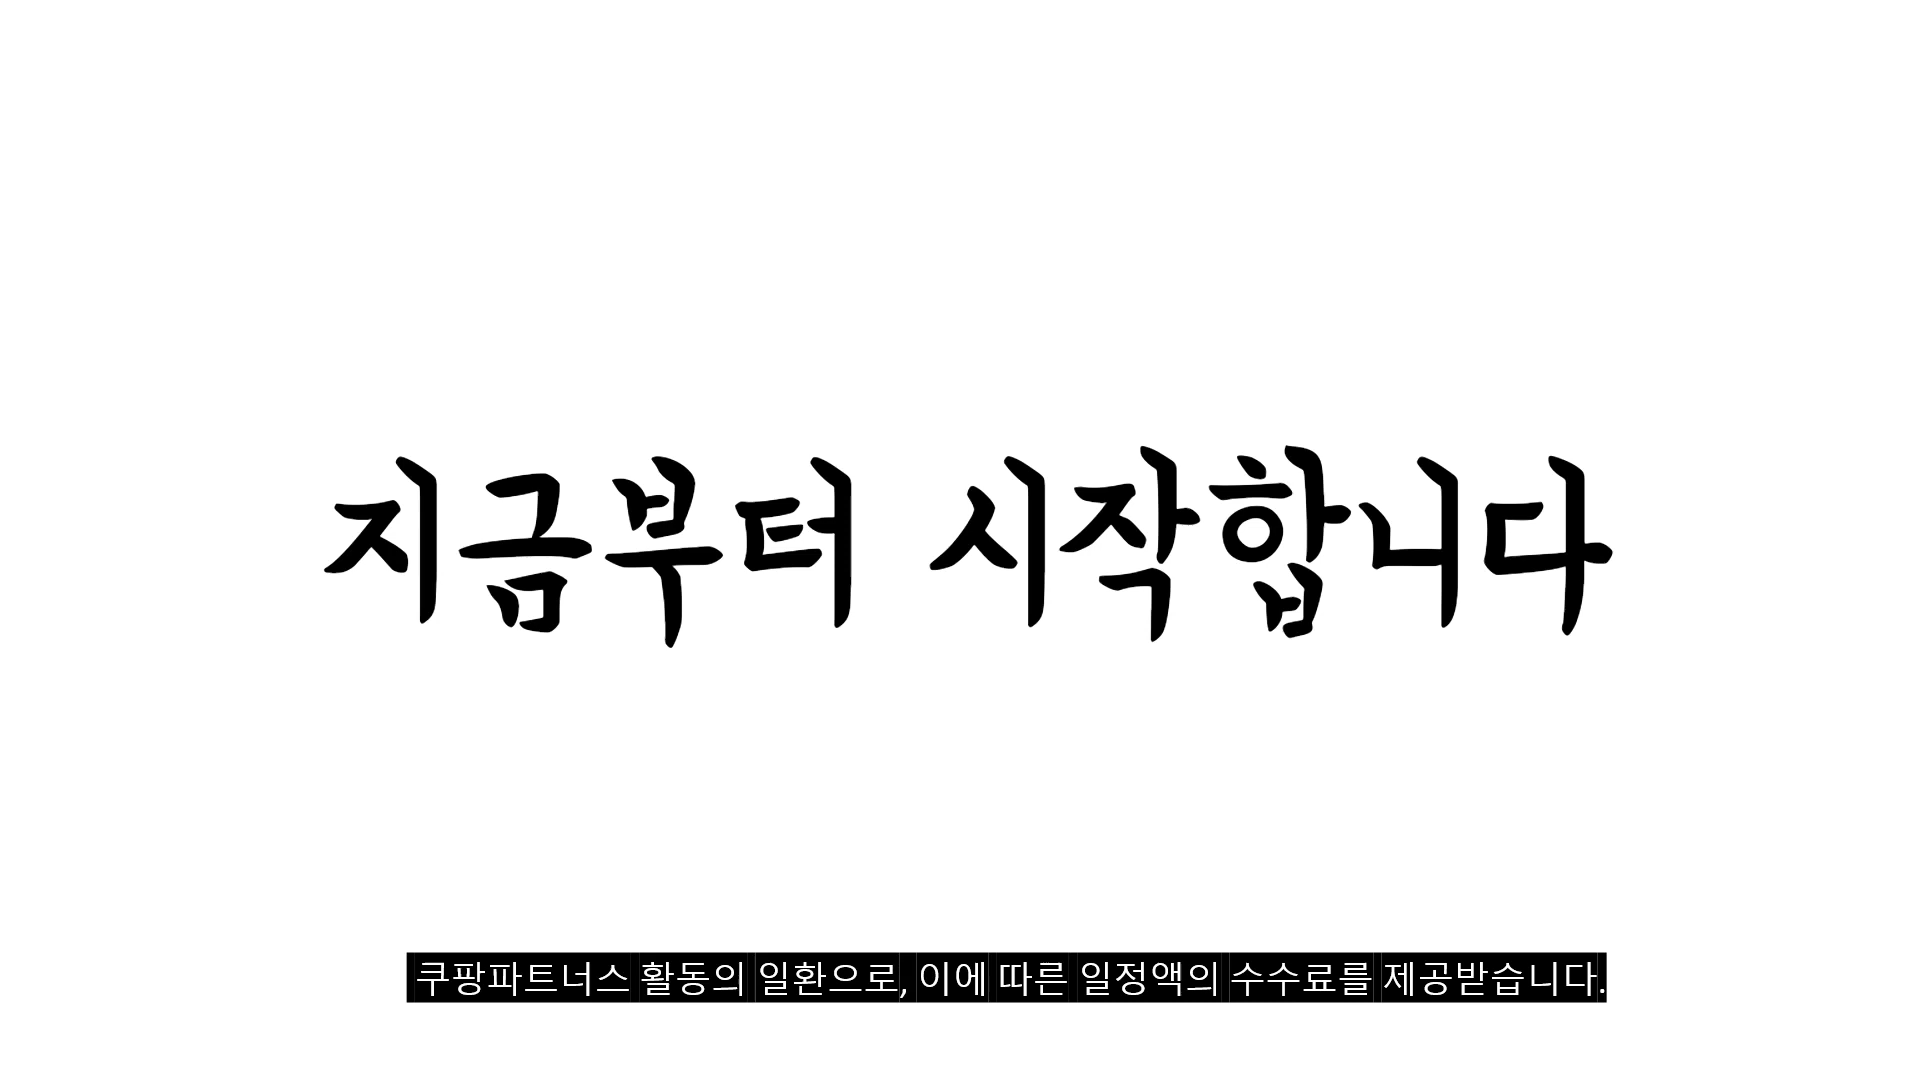 지금부터 시작합니다
쿠팡파트너스 활동의 일환으로, 이에 따른 일정액의 수수료를 제공받습니다.